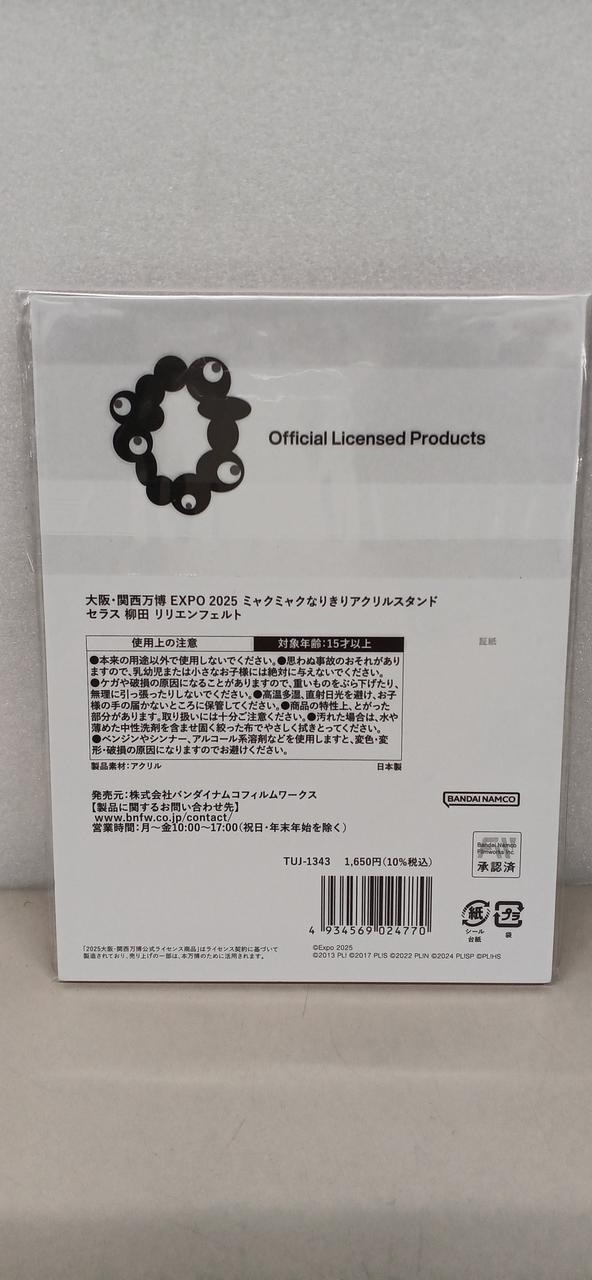 Official Licensed Products
大阪・関西万博 EXPO 2025 ミャクミャクなりきりアクリルスタンド
セラス 柳田 リリエンフェルト
証紙
使用上の注意
対象年齢：15才以上
●本来の用途以外で使用しないでください。●思わぬ事故のおそれがあり
ますので、乳幼児または小さなお子様には絶対に与えないでください。
●ケガや破損の原因になることがありますので、重いものをぶら下げたり、
無理に引っ張ったりしないでください。●高温多湿、直射日光を避け、お子
様の手の届かないところに保管してください。●商品の特性上、とがった
部分があります。取り扱いには十分ご注意ください。●汚れた場合は、水や
薄めた中性洗剤を含ませ固く絞った布でやさしく拭きとってください。
●ベンジンやシンナー、アルコール系溶剤などを使用しますと、変色・変
形・破損の原因になりますのでお避けください。
製品素材：アクリル
日本製
発売元：株式会社バンダイナムコフィルムワークス
【製品に関するお問い合わせ先】
www.bnfw.co.jp/contact/
営業時間：月～金10:00～17:00（祝日・年末年始を除く）
BANDAI NAMCO
Bandai Namco
Filmworks Inc.
承認済
TUJ-1343 1,650円（10%税込）
4 934569 024770
紙
シール
台紙
プラ
袋
「2025大阪・関西万博公式ライセンス商品」はライセンス契約に基づいて
製造されており、売り上げの一部は、本万博のために活用されます。
©Expo 2025
©2013 PL! ©2017 PL!S ©2022 PL!N ©2024 PL!SP ©PL!HS